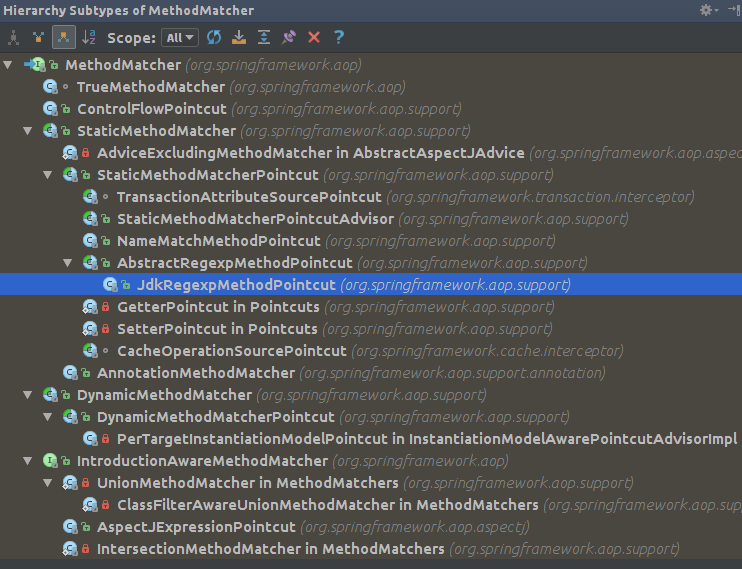 Hierarchy Subtypes of MethodMatcher
Scope: All
MethodMatcher (org.springframework.aop)
TrueMethodMatcher (org.springframework.aop)
ControlFlowPointcut (org.springframework.aop.support)
StaticMethodMatcher (org.springframework.aop.support)
AdviceExcludingMethodMatcher in AbstractAspectJAdvice (org.springframework.aop.aspec
StaticMethodMatcherPointcut (org.springframework.aop.support)
TransactionAttributeSourcePointcut (org.springframework.transaction.interceptor)
StaticMethodMatcherPointcutAdvisor (org.springframework.aop.support)
NameMatchMethodPointcut (org.springframework.aop.support)
AbstractRegexpMethodPointcut (org.springframework.aop.support)
JdkRegexpMethodPointcut (org.springframework.aop.support)
GetterPointcut in Pointcuts (org.springframework.aop.support)
SetterPointcut in Pointcuts (org.springframework.aop.support)
CacheOperationSourcePointcut (org.springframework.cache.interceptor)
AnnotationMethodMatcher (org.springframework.aop.support.annotation)
DynamicMethodMatcher (org.springframework.aop.support)
DynamicMethodMatcherPointcut (org.springframework.aop.support)
PerTargetInstantiationModelPointcut in InstantiationModelAwarePointcutAdvisorImpl
IntroductionAwareMethodMatcher (org.springframework.aop)
UnionMethodMatcher in MethodMatchers (org.springframework.aop.support)
ClassFilterAwareUnionMethodMatcher in MethodMatchers (org.springframework.aop.sup
AspectJExpressionPointcut (org.springframework.aop.aspectj)
IntersectionMethodMatcher in MethodMatchers (org.springframework.aop.support)